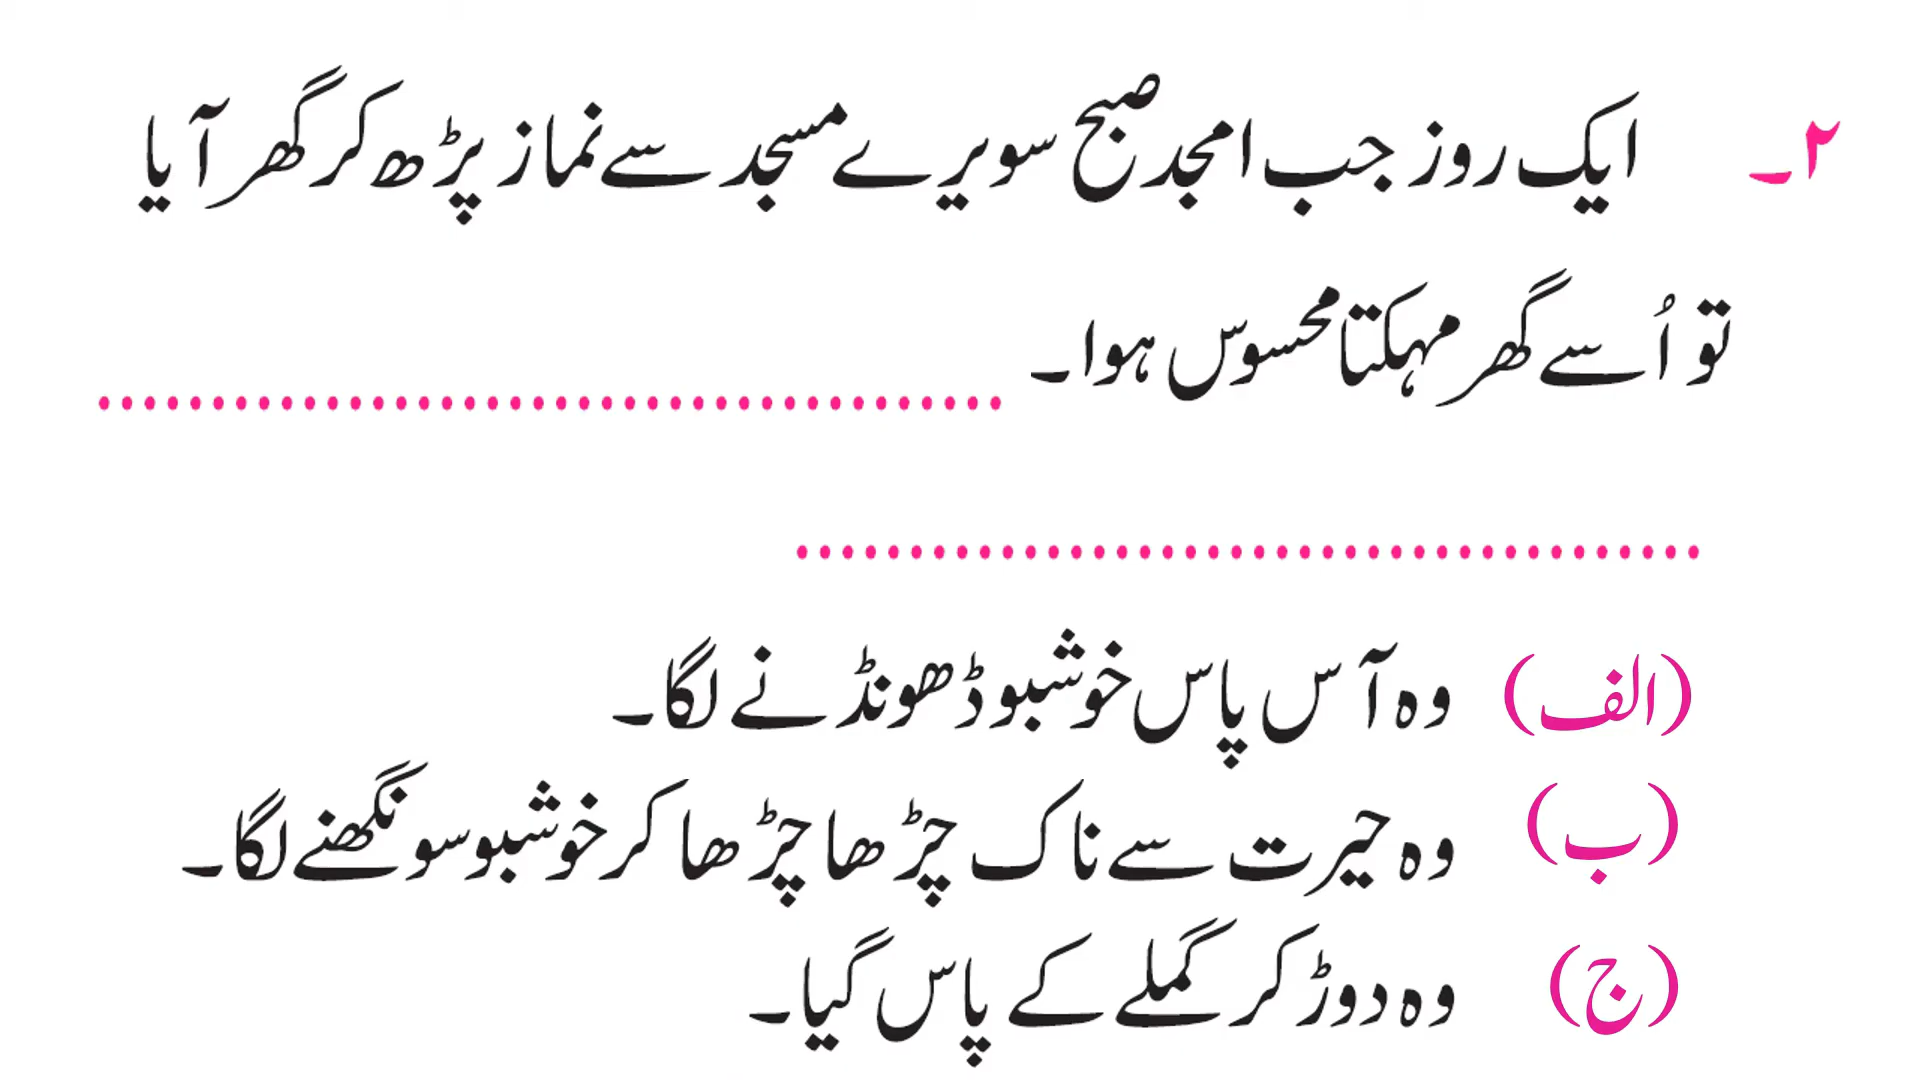 ۲۔ ایک روز جب امجد صبح سویرے مسجد سے نماز پڑھ کر گھر آیا
تو اُسے گھر مہکتا محسوس ہوا۔ ........................................
........................................
(الف) وہ آس پاس خوشبو ڈھونڈنے لگا۔
(ب) وہ حیرت سے ناک چڑھا چڑھا کر خوشبو سونگھنے لگا۔
(ج) وہ دوڑ کر گملے کے پاس گیا۔